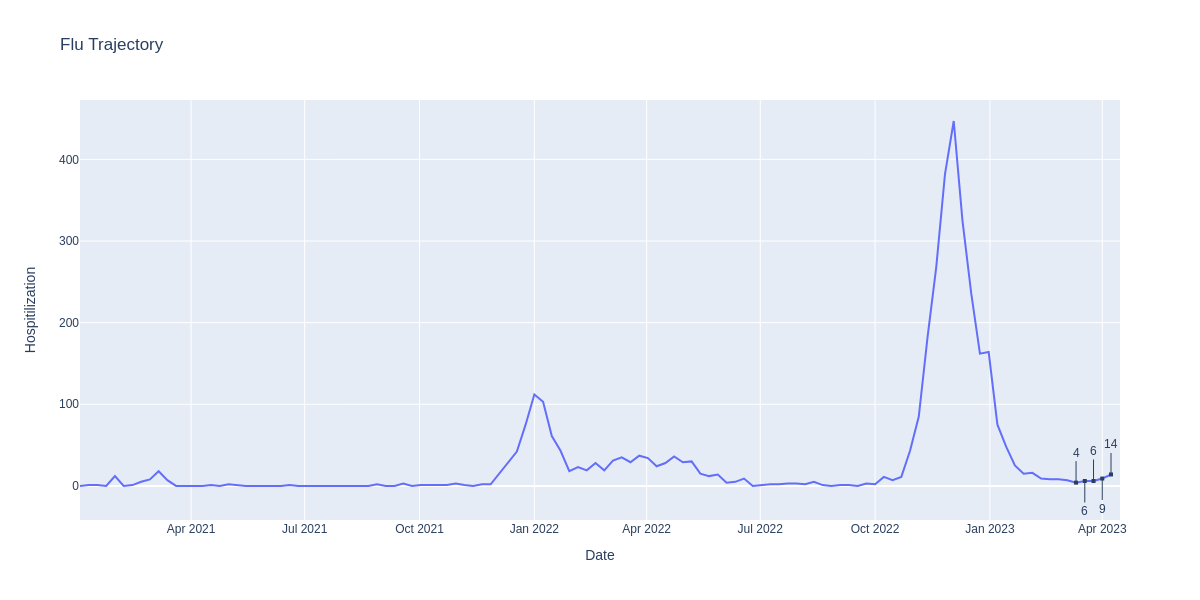 Flu Trajectory
Hospitilization
400
300
200
100
0
4
6
6
9
14
Apr 2021
Jul 2021
Oct 2021
Jan 2022
Apr 2022
Jul 2022
Oct 2022
Jan 2023
Apr 2023
Date